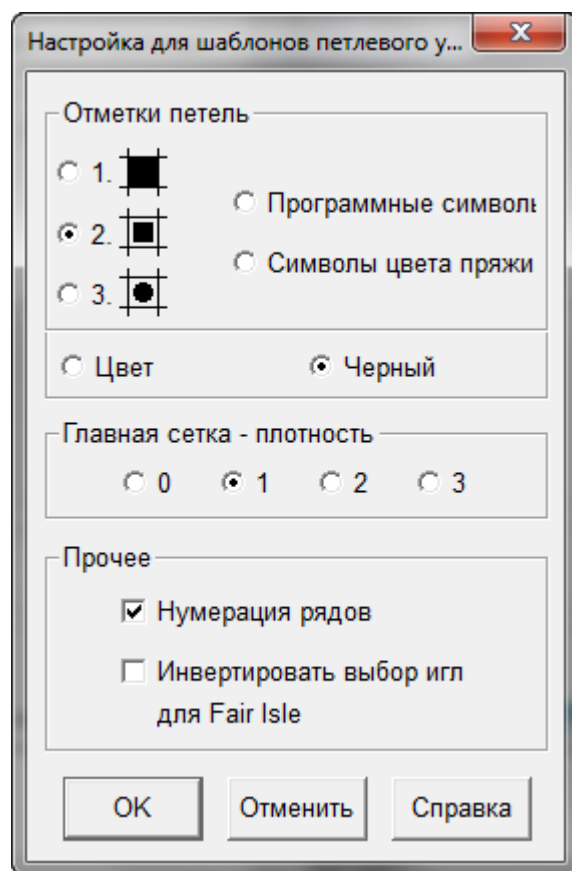 Настройка для шаблонов петлевого у...
Отметки петель
1.
2.
3.
Программные символь
Символы цвета пряжи
Цвет
Черный
Главная сетка - плотность
0 1 2 3
Прочее
Нумерация рядов
Инвертировать выбор игл
для Fair Isle
OK
Отменить
Справка